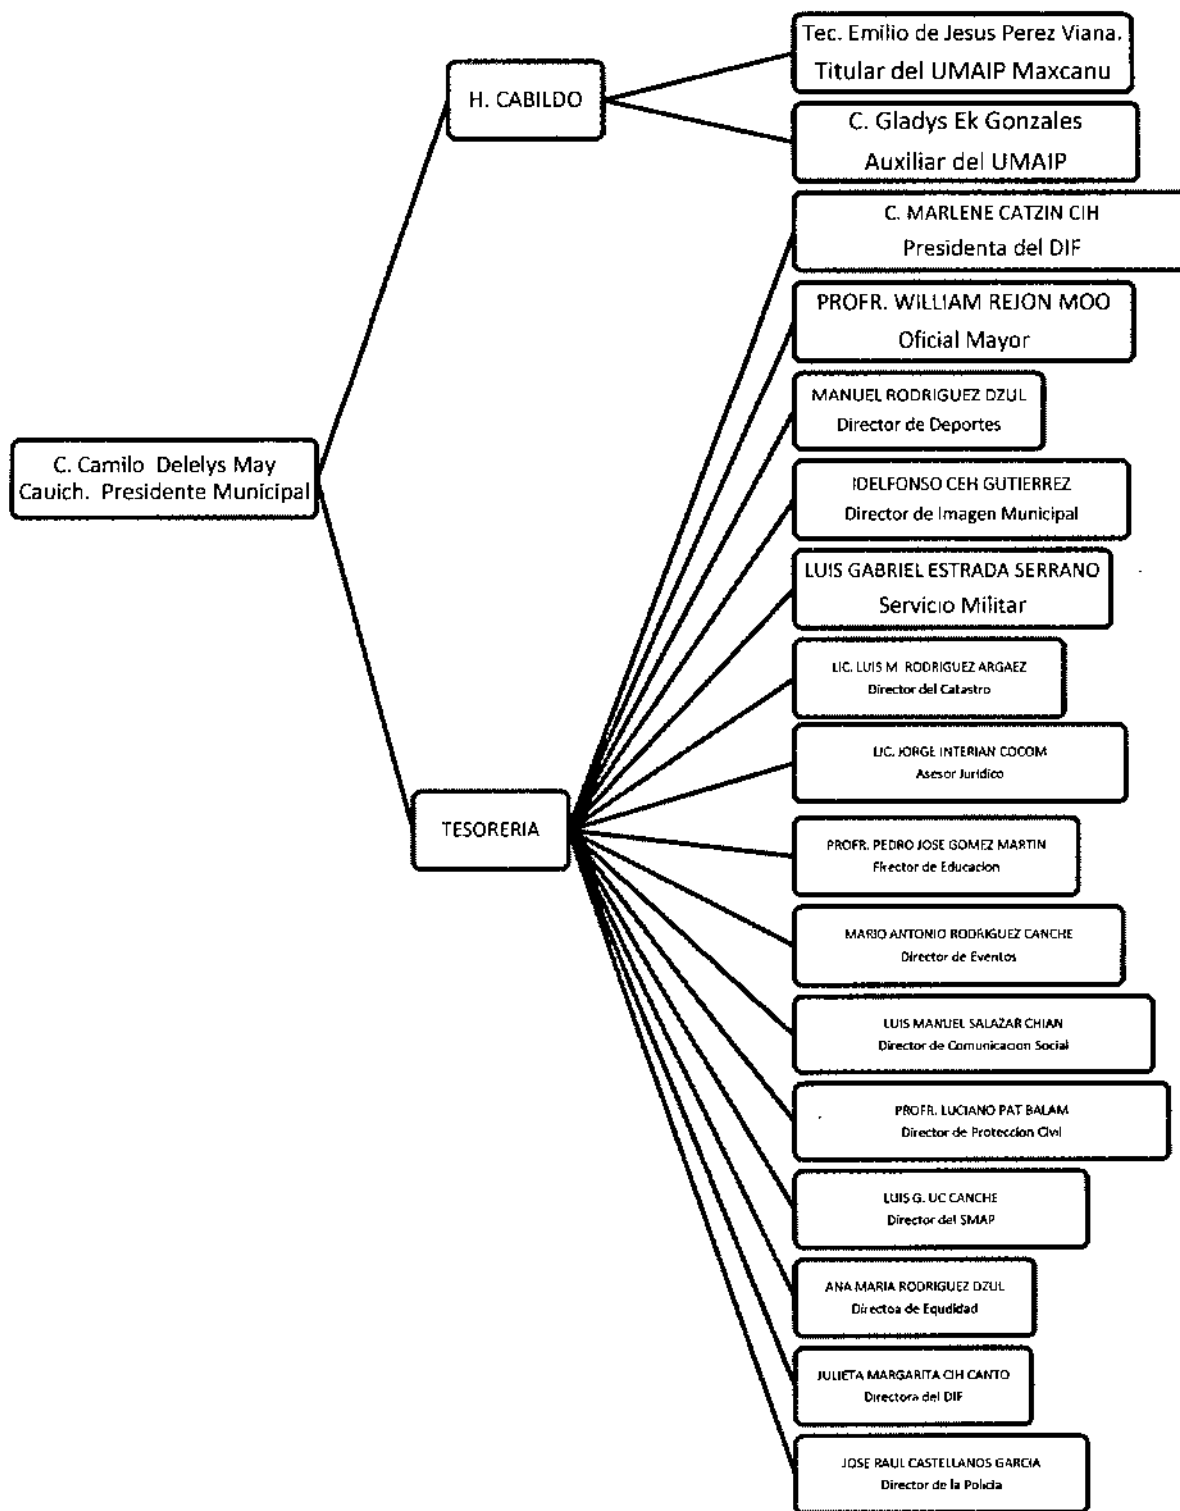 Tec. Emilio de Jesus Perez Viana.
Titular del UMAIP Maxcanu
H. CABILDO
C. Gladys Ek Gonzales
Auxiliar del UMAIP
C. MARLENE CATZIN CIH
Presidenta del DIF
PROFR. WILLIAM REJON MOO
Oficial Mayor
MANUEL RODRIGUEZ DZUL
Director de Deportes
C. Camilo Delelys May
Cauich. Presidente Municipal
IDELFONSO CEH GUTIERREZ
Director de Imagen Municipal
LUIS GABRIEL ESTRADA SERRANO
Servicio Militar
LIC. LUIS M. RODRIGUEZ ARGAEZ
Director del Catastro
LIC. JORGE INTERIAN COCOM
Asesor Juridico
TESORERIA
PROFR. PEDRO JOSE GOMEZ MARTIN
Firector de Educacion
MARIO ANTONIO RODRIGUEZ CANCHE
Director de Eventos
LUIS MANUEL SALAZAR CHIAN
Director de Comunicacion Social
PROFR. LUCIANO PAT BALAM
Director de Proteccion Civil
LUIS G. UC CANCHE
Director del SMAP
ANA MARIA RODRIGUEZ DZUL
Directoa de Equdidad
JULIETA MARGARITA CIH CANTO
Directora del DIF
JOSE RAUL CASTELLANOS GARCIA
Director de la Policia